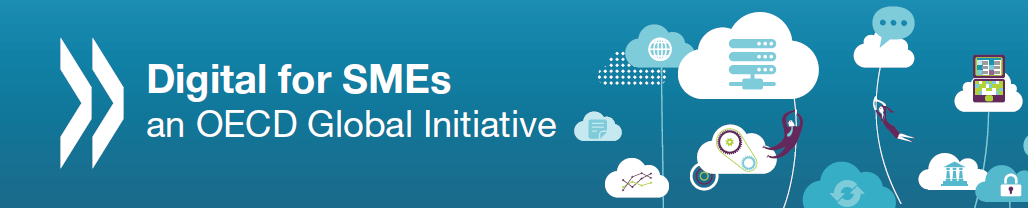 Digital for SMEs
an OECD Global Initiative